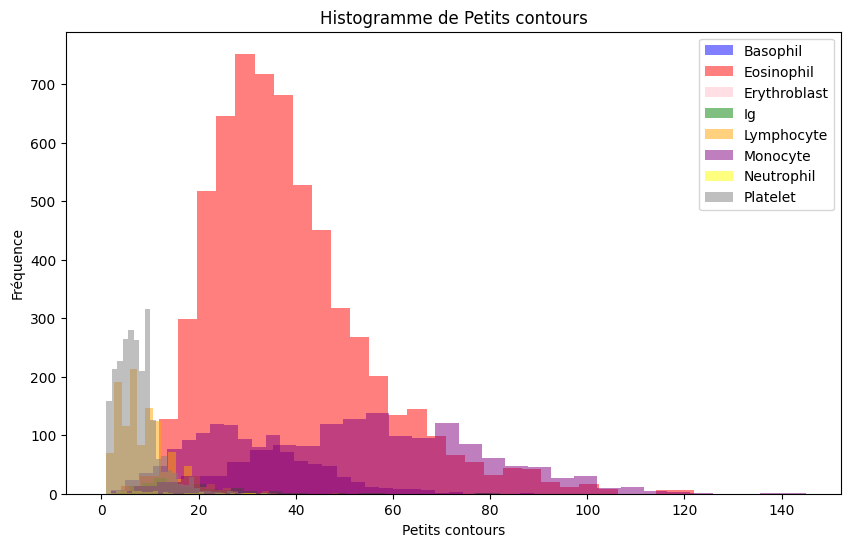 Histogramme de Petits contours
Basophil
Eosinophil
Erythroblast
Ig
Lymphocyte
Monocyte
Neutrophil
Platelet
Fréquence
700
600
500
400
300
200
100
0
0 20 40 60 80 100 120 140
Petits contours